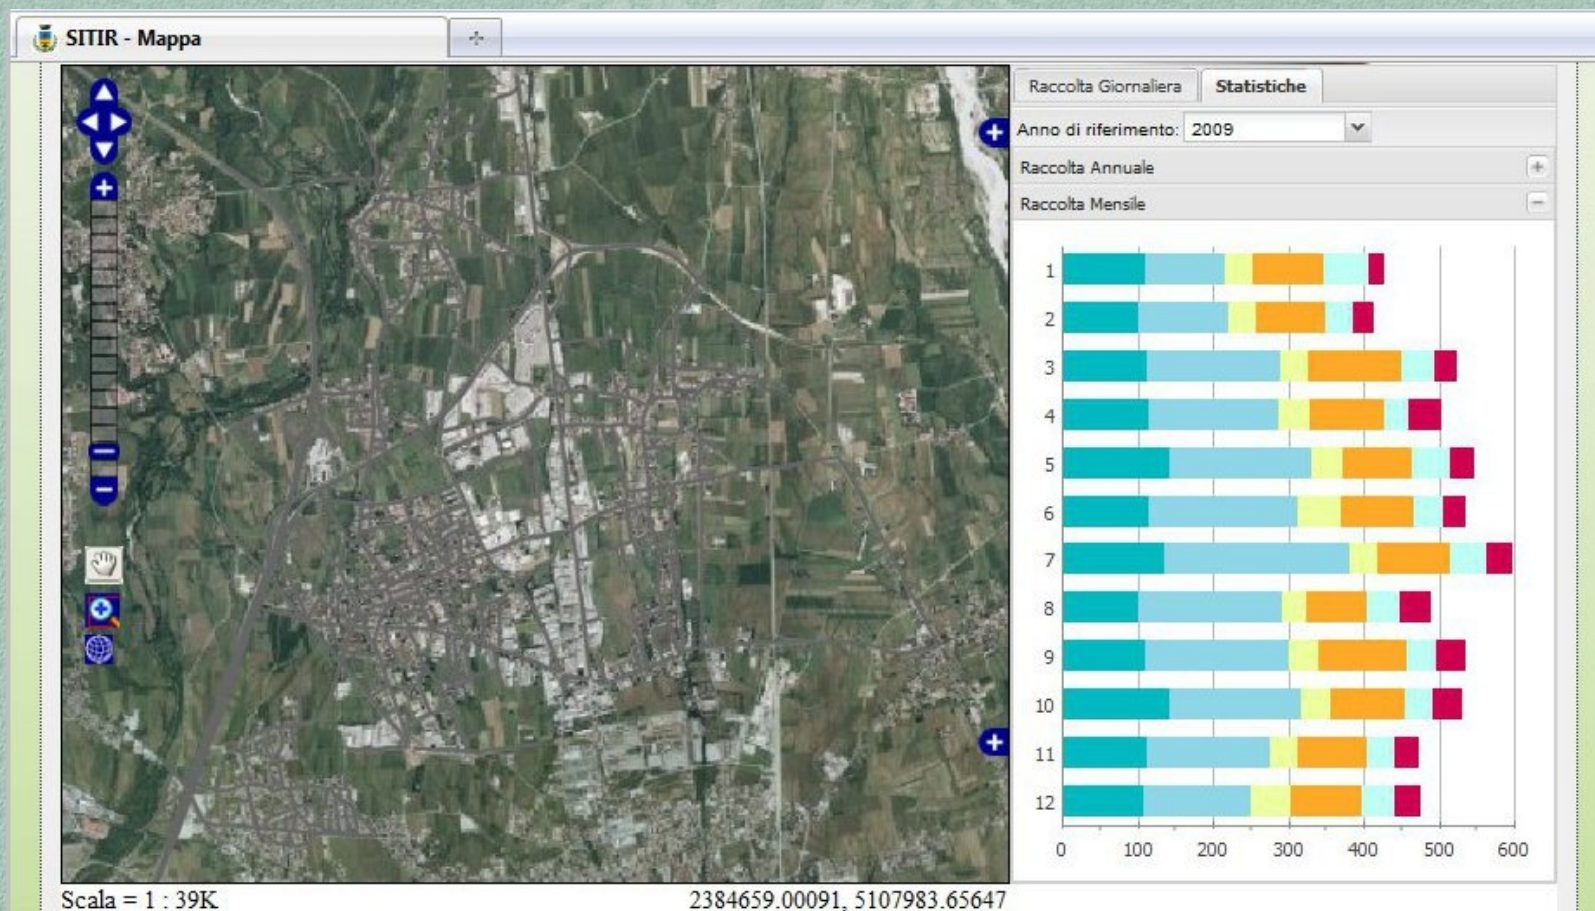 SITIR - Mappa
Raccolta Giornaliera Statistiche
Anno di riferimento: 2009
Raccolta Annuale
Raccolta Mensile
1
2
3
4
5
6
7
8
9
10
11
12
0 100 200 300 400 500 600
Scala = 1 : 39K 2384659.00091, 5107983.65647